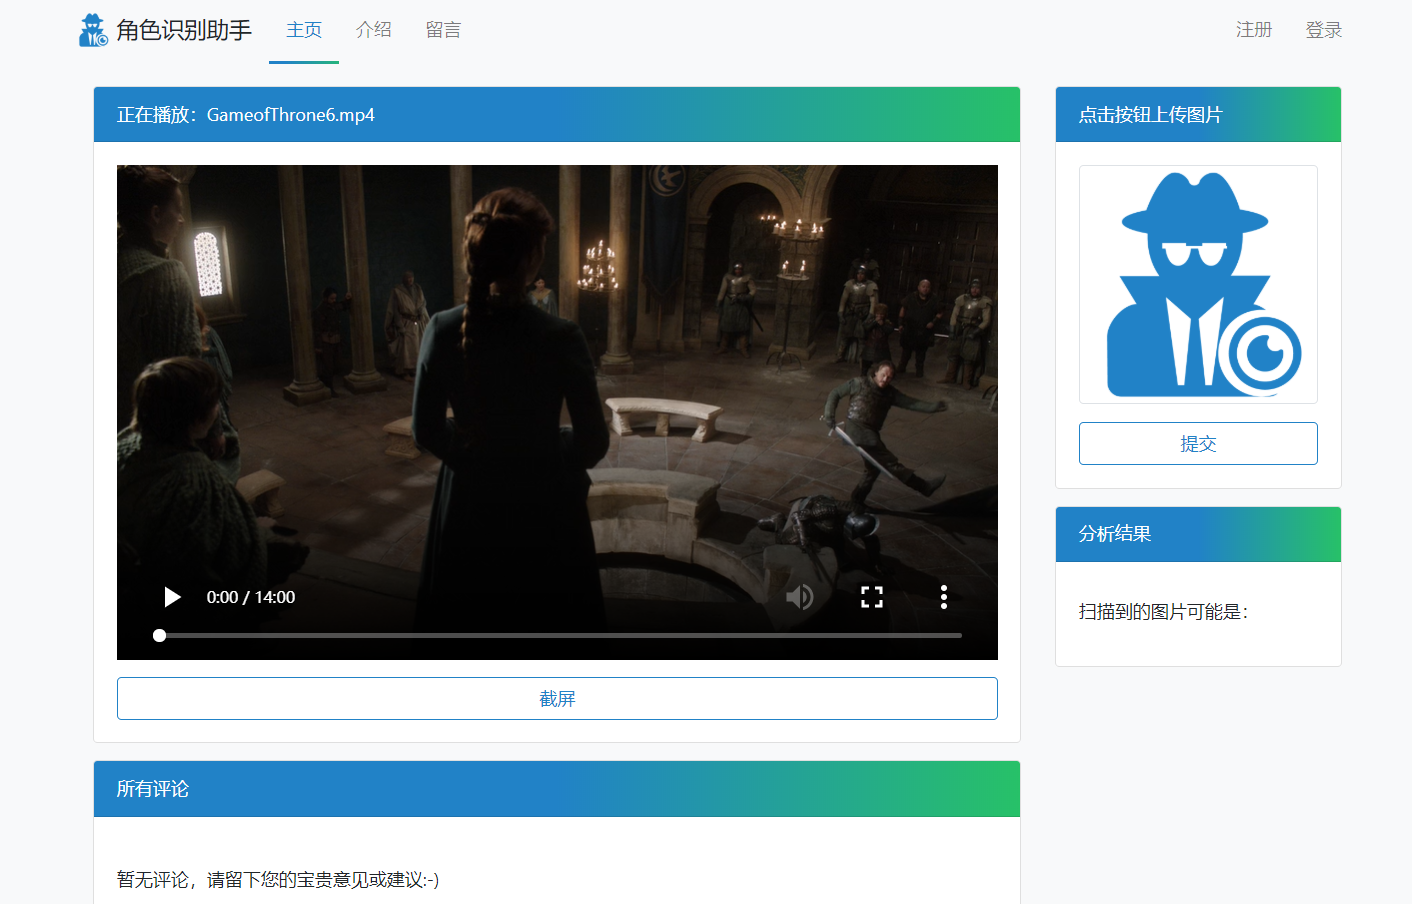 角色识别助手 主页 介绍 留言 注册 登录
正在播放：GameofThrone6.mp4
0:00 / 14:00
截屏
所有评论
暂无评论，请留下您的宝贵意见或建议:-)
点击按钮上传图片
提交
分析结果
扫描到的图片可能是：